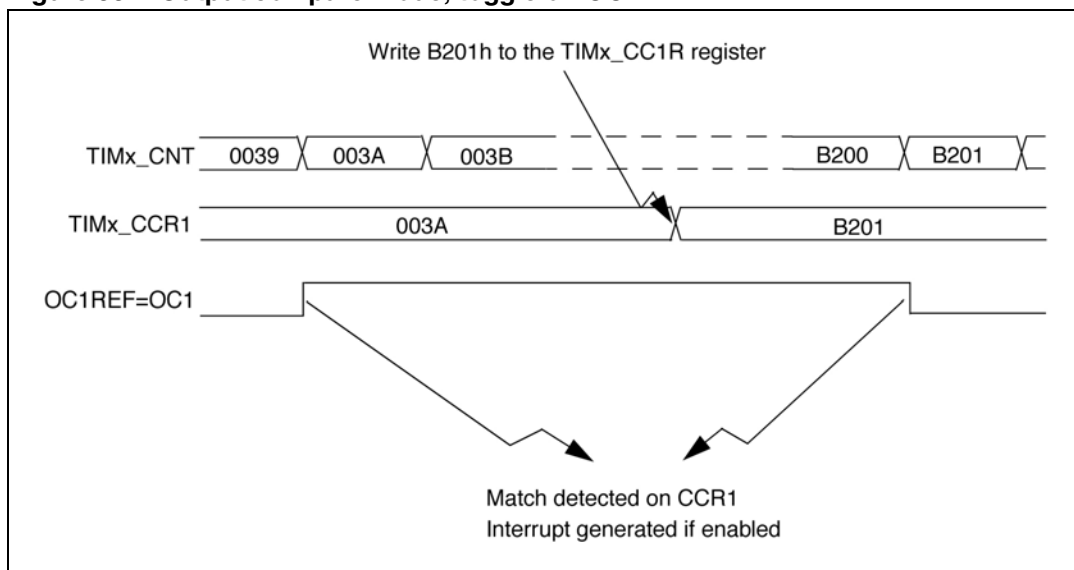 Write B201h to the TIMx_CC1R register
TIMx_CNT 0039 003A 003B B200 B201
TIMx_CCR1 003A B201
OC1REF=OC1
Match detected on CCR1
Interrupt generated if enabled